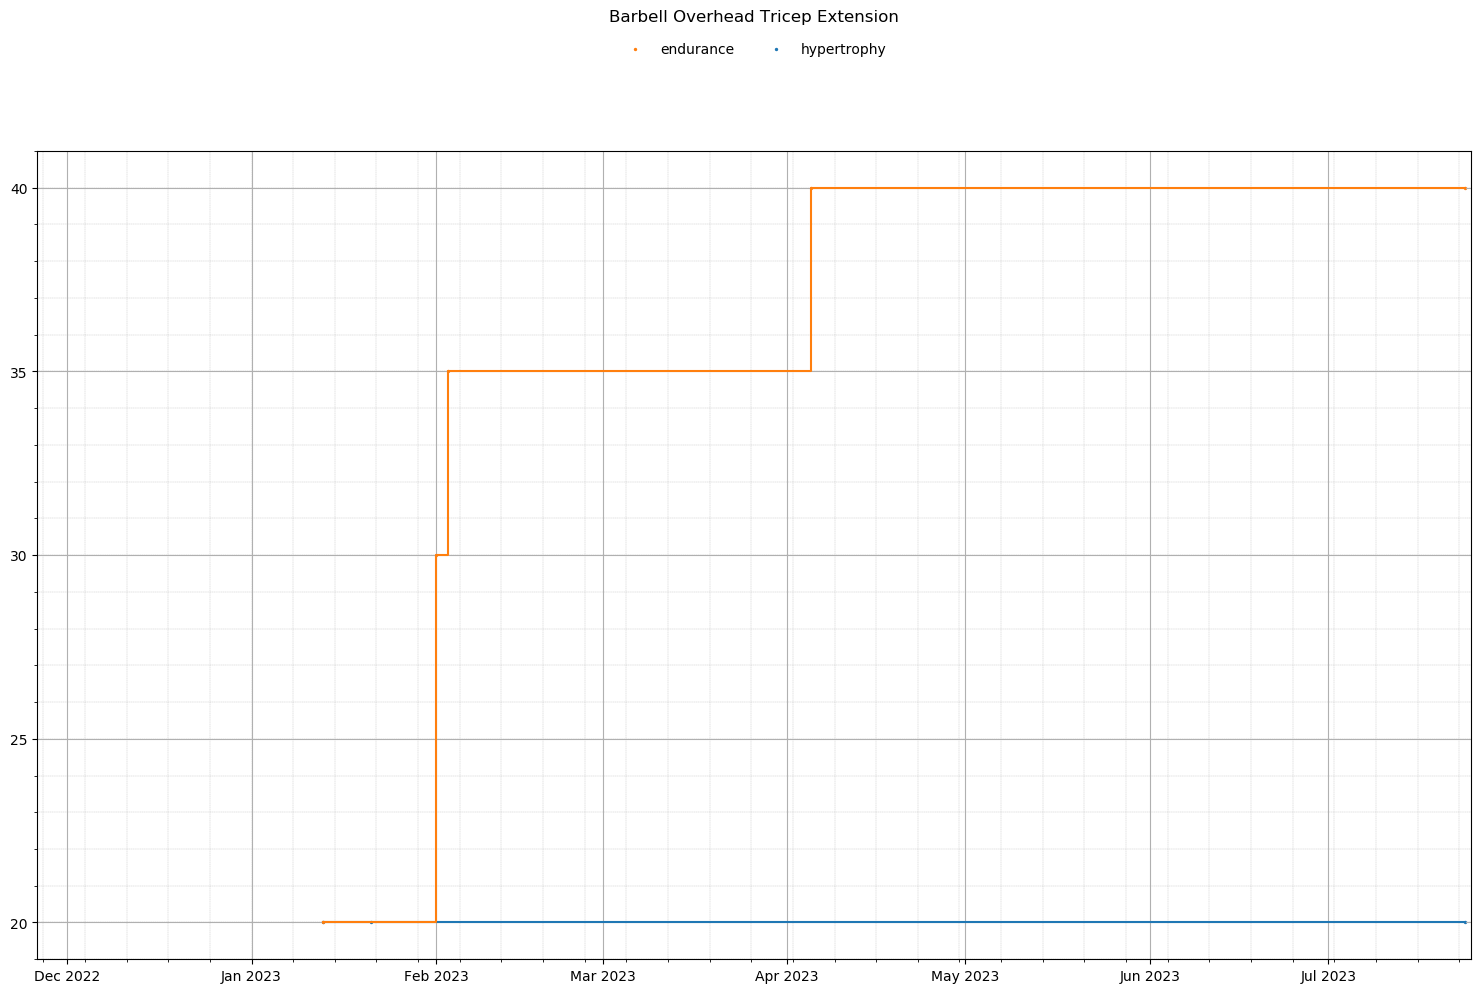 Barbell Overhead Tricep Extension
endurance hypertrophy
40
35
30
25
20
Dec 2022 Jan 2023 Feb 2023 Mar 2023 Apr 2023 May 2023 Jun 2023 Jul 2023